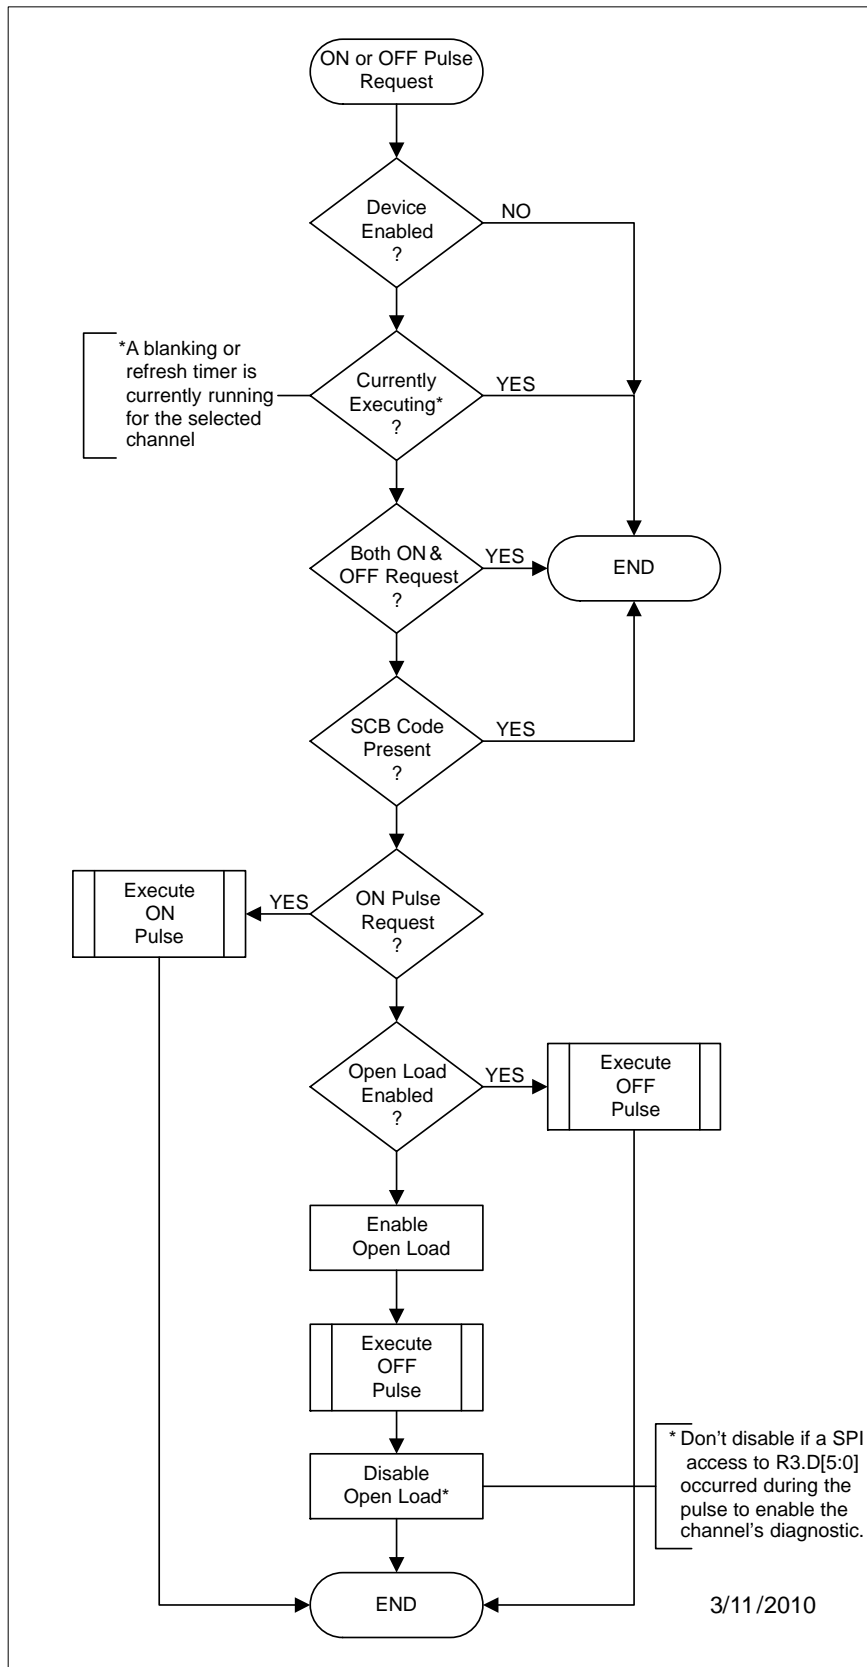 ON or OFF Pulse
Request
Device
Enabled
?
NO
*A blanking or
refresh timer is
currently running
for the selected
channel
Currently
Executing*
?
YES
Both ON &
OFF Request
?
YES
END
SCB Code
Present
?
YES
Execute
ON
Pulse
YES
ON Pulse
Request
?
Open Load
Enabled
?
YES
Execute
OFF
Pulse
Enable
Open Load
Execute
OFF
Pulse
Disable
Open Load*
* Don't disable if a SPI
access to R3.D[5:0]
occurred during the
pulse to enable the
channel's diagnostic.
END
3/11/2010